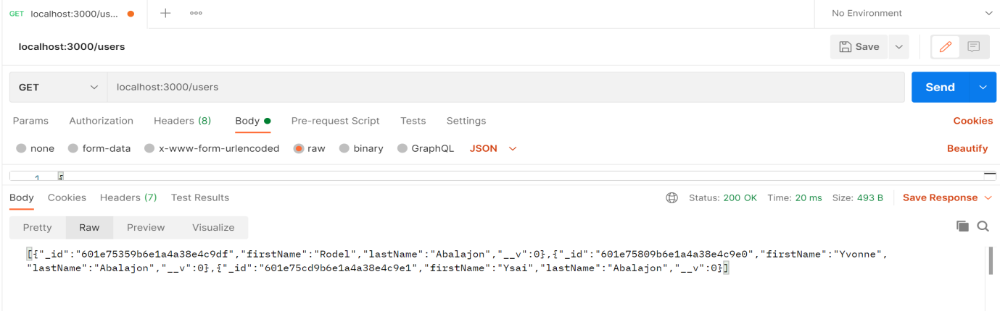 GET localhost:3000/us... No Environment
localhost:3000/users Save
GET localhost:3000/users Send
Params Authorization Headers (8) Body Pre-request Script Tests Settings Cookies
none form-data x-www-form-urlencoded raw binary GraphQL JSON Beautify
1 {
Body Cookies Headers (7) Test Results Status: 200 OK Time: 20 ms Size: 493 B Save Response
Pretty Raw Preview Visualize
[{"_id":"601e75359b6e1a4a38e4c9df","firstName":"Rodel","lastName":"Abalajon","__v":0},{"_id":"601e75809b6e1a4a38e4c9e0","firstName":"Yvonne",
"lastName":"Abalajon","__v":0},{"_id":"601e75cd9b6e1a4a38e4c9e1","firstName":"Ysai","lastName":"Abalajon","__v":0}]